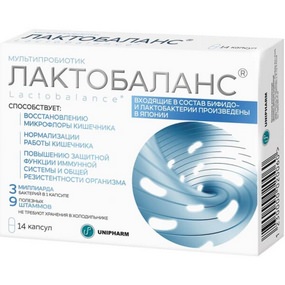 14 капсул
МУЛЬТИПРОБИОТИК
ЛАКТОБАЛАНС®
Lactobalance®
СПОСОБСТВУЕТ:
ВОССТАНОВЛЕНИЮ
МИКРОФЛОРЫ КИШЕЧНИКА
НОРМАЛИЗАЦИИ
РАБОТЫ КИШЕЧНИКА
ПОВЫШЕНИЮ ЗАЩИТНОЙ
ФУНКЦИИ ИММУННОЙ
СИСТЕМЫ И ОБЩЕЙ
РЕЗИСТЕНТНОСТИ ОРГАНИЗМА
ВХОДЯЩИЕ В СОСТАВ БИФИДО-
И ЛАКТОБАКТЕРИИ ПРОИЗВЕДЕНЫ
В ЯПОНИИ
3 МИЛЛИАРДА
БАКТЕРИЙ В 1 КАПСУЛЕ
9 ПОЛЕЗНЫХ
ШТАММОВ
НЕ ТРЕБУЮТ ХРАНЕНИЯ В ХОЛОДИЛЬНИКЕ
14 КАПСУЛ
UNIPHARM